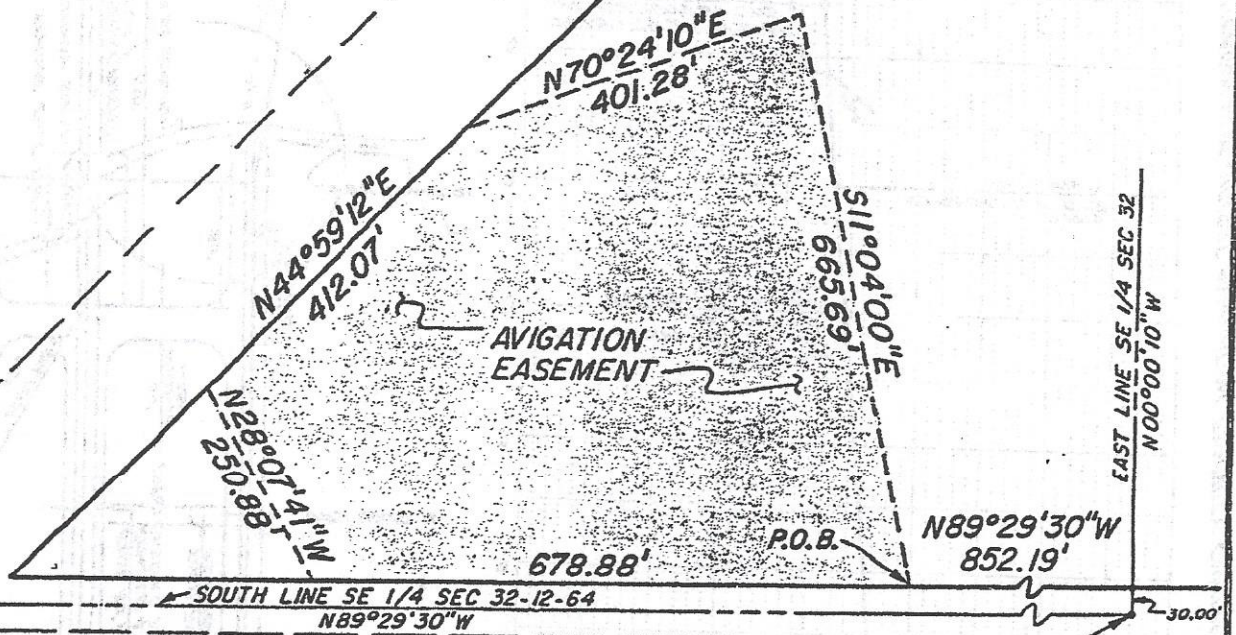 N70°24'10"E
401.28'
N44°59'12"E
412.07'
S11°04'00"E
665.69'
EAST LINE SE 1/4 SEC 32
N00°00'10"W
AVIGATION
EASEMENT
N28°07'41"W
250.88'
678.88'
P.O.B.
N89°29'30"W
852.19'
SOUTH LINE SE 1/4 SEC 32-12-64
N89°29'30"W
30.00'